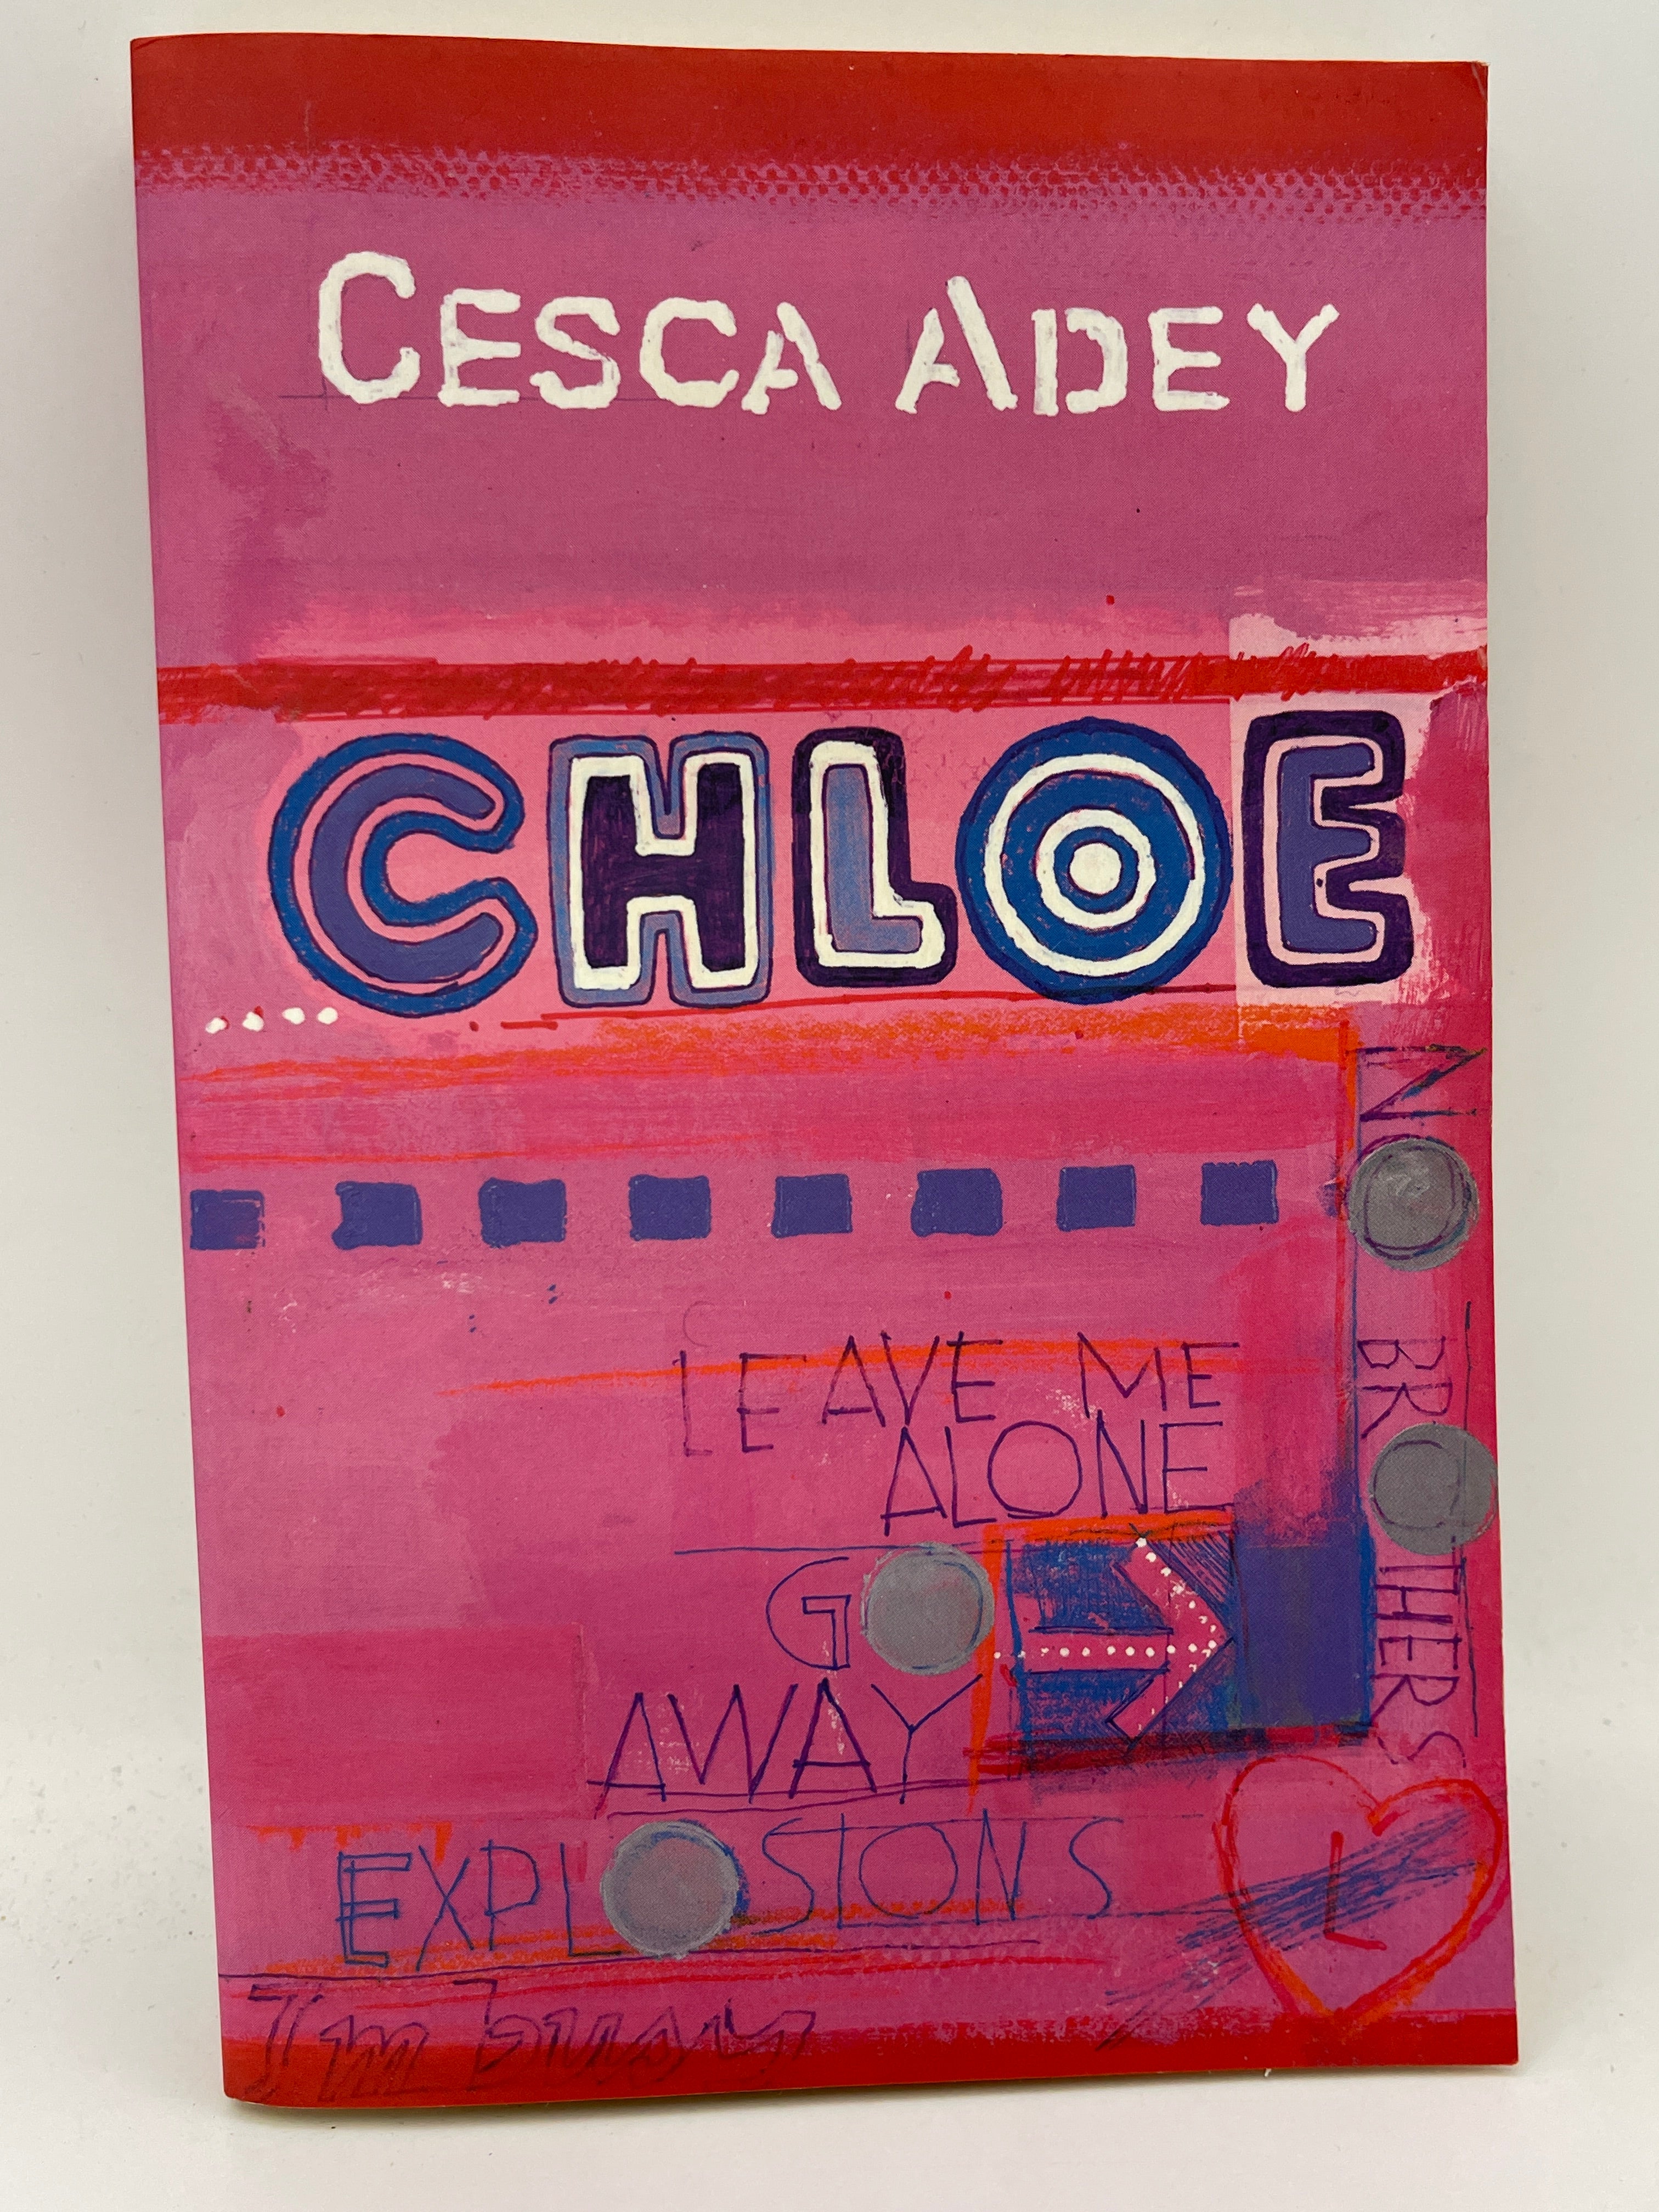 CESCA ADEY
CHLOE
NO BROTHERS
LEAVE ME
ALONE
GO
AWAY
EXPLOSIONS
L
I'm busy